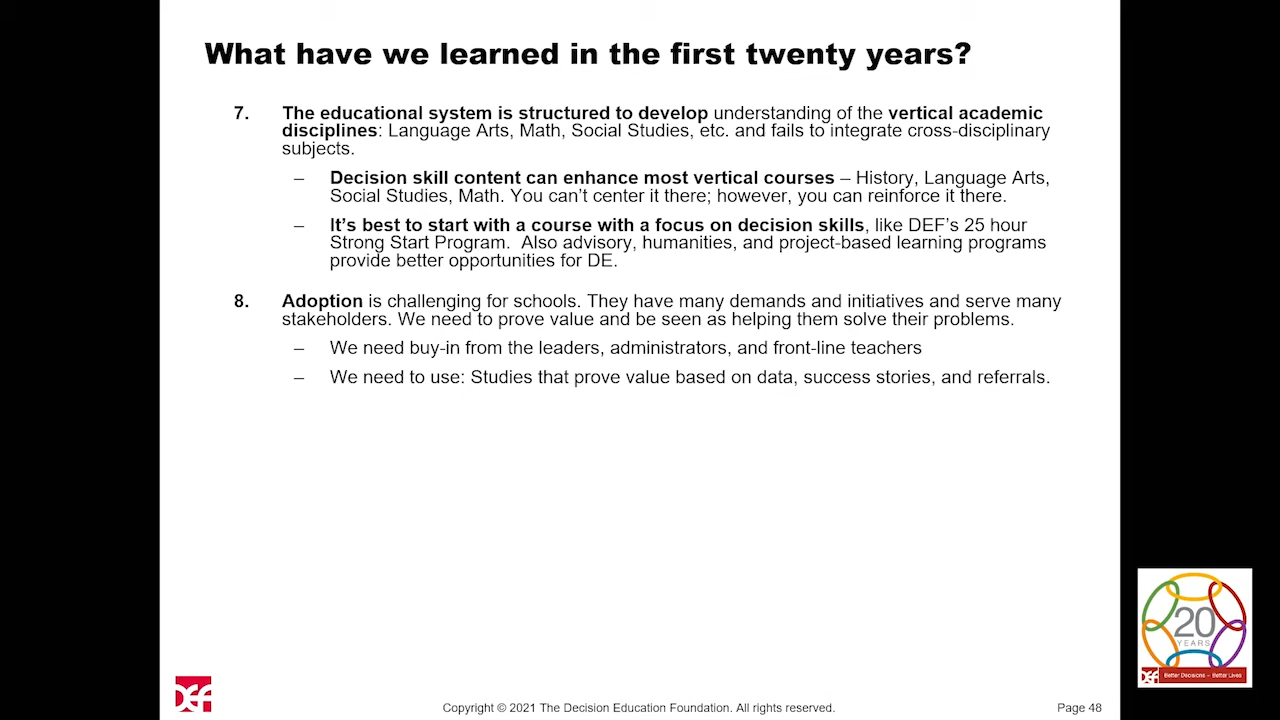 What have we learned in the first twenty years?
7. The educational system is structured to develop understanding of the vertical academic
disciplines: Language Arts, Math, Social Studies, etc. and fails to integrate cross-disciplinary
subjects.
– Decision skill content can enhance most vertical courses – History, Language Arts,
Social Studies, Math. You can’t center it there; however, you can reinforce it there.
– It’s best to start with a course with a focus on decision skills, like DEF’s 25 hour
Strong Start Program. Also advisory, humanities, and project-based learning programs
provide better opportunities for DE.
8. Adoption is challenging for schools. They have many demands and initiatives and serve many
stakeholders. We need to prove value and be seen as helping them solve their problems.
– We need buy-in from the leaders, administrators, and front-line teachers
– We need to use: Studies that prove value based on data, success stories, and referrals.
20
YEARS
DEF Better Decisions – Better Lives
DEF
Copyright © 2021 The Decision Education Foundation. All rights reserved.
Page 48